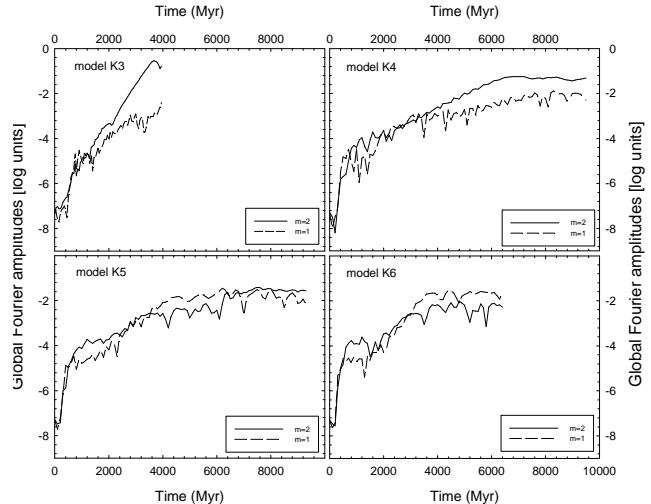 Time (Myr) Time (Myr)
0 2000 4000 6000 8000 0 2000 4000 6000 8000
model K3 model K4
0 0
-2 -2
-4 -4
-6 -6
-8 -8
m=2 m=2
m=1 m=1
Global Fourier amplitudes [log units] Global Fourier amplitudes [log units]
model K5 model K6
-2 -2
-4 -4
-6 -6
-8 -8
m=2 m=2
m=1 m=1
0 2000 4000 6000 8000 0 2000 4000 6000 8000 10000
Time (Myr) Time (Myr)